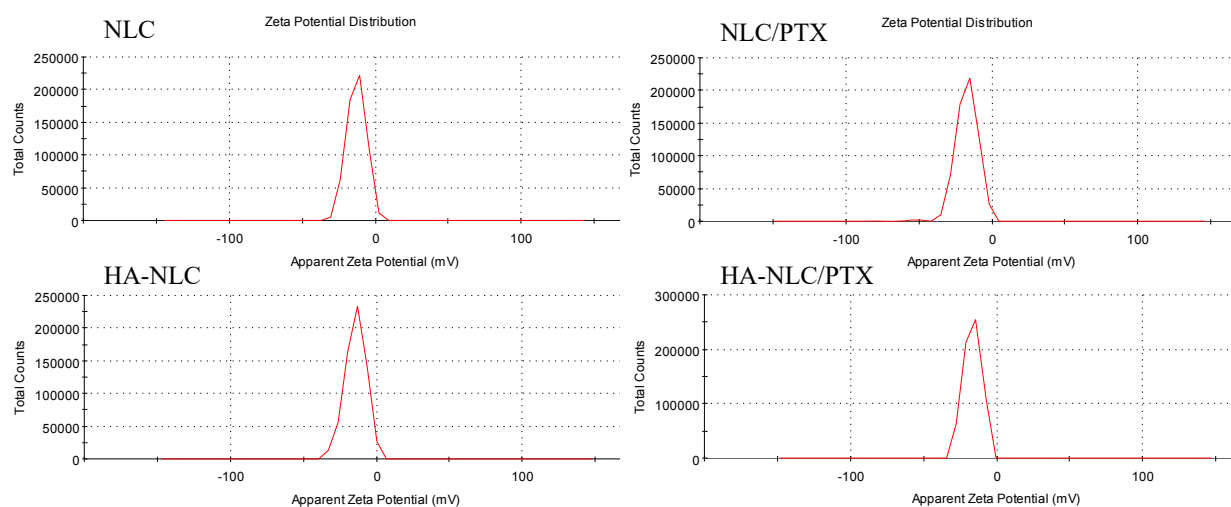 NLC
Zeta Potential Distribution
250000
200000
150000
100000
50000
0
Total Counts
-100
0
100
Apparent Zeta Potential (mV)
NLC/PTX
Zeta Potential Distribution
250000
200000
150000
100000
50000
0
Total Counts
-100
0
100
Apparent Zeta Potential (mV)
HA-NLC
250000
200000
150000
100000
50000
0
Total Counts
-100
0
100
Apparent Zeta Potential (mV)
HA-NLC/PTX
300000
200000
100000
0
Total Counts
-100
0
100
Apparent Zeta Potential (mV)